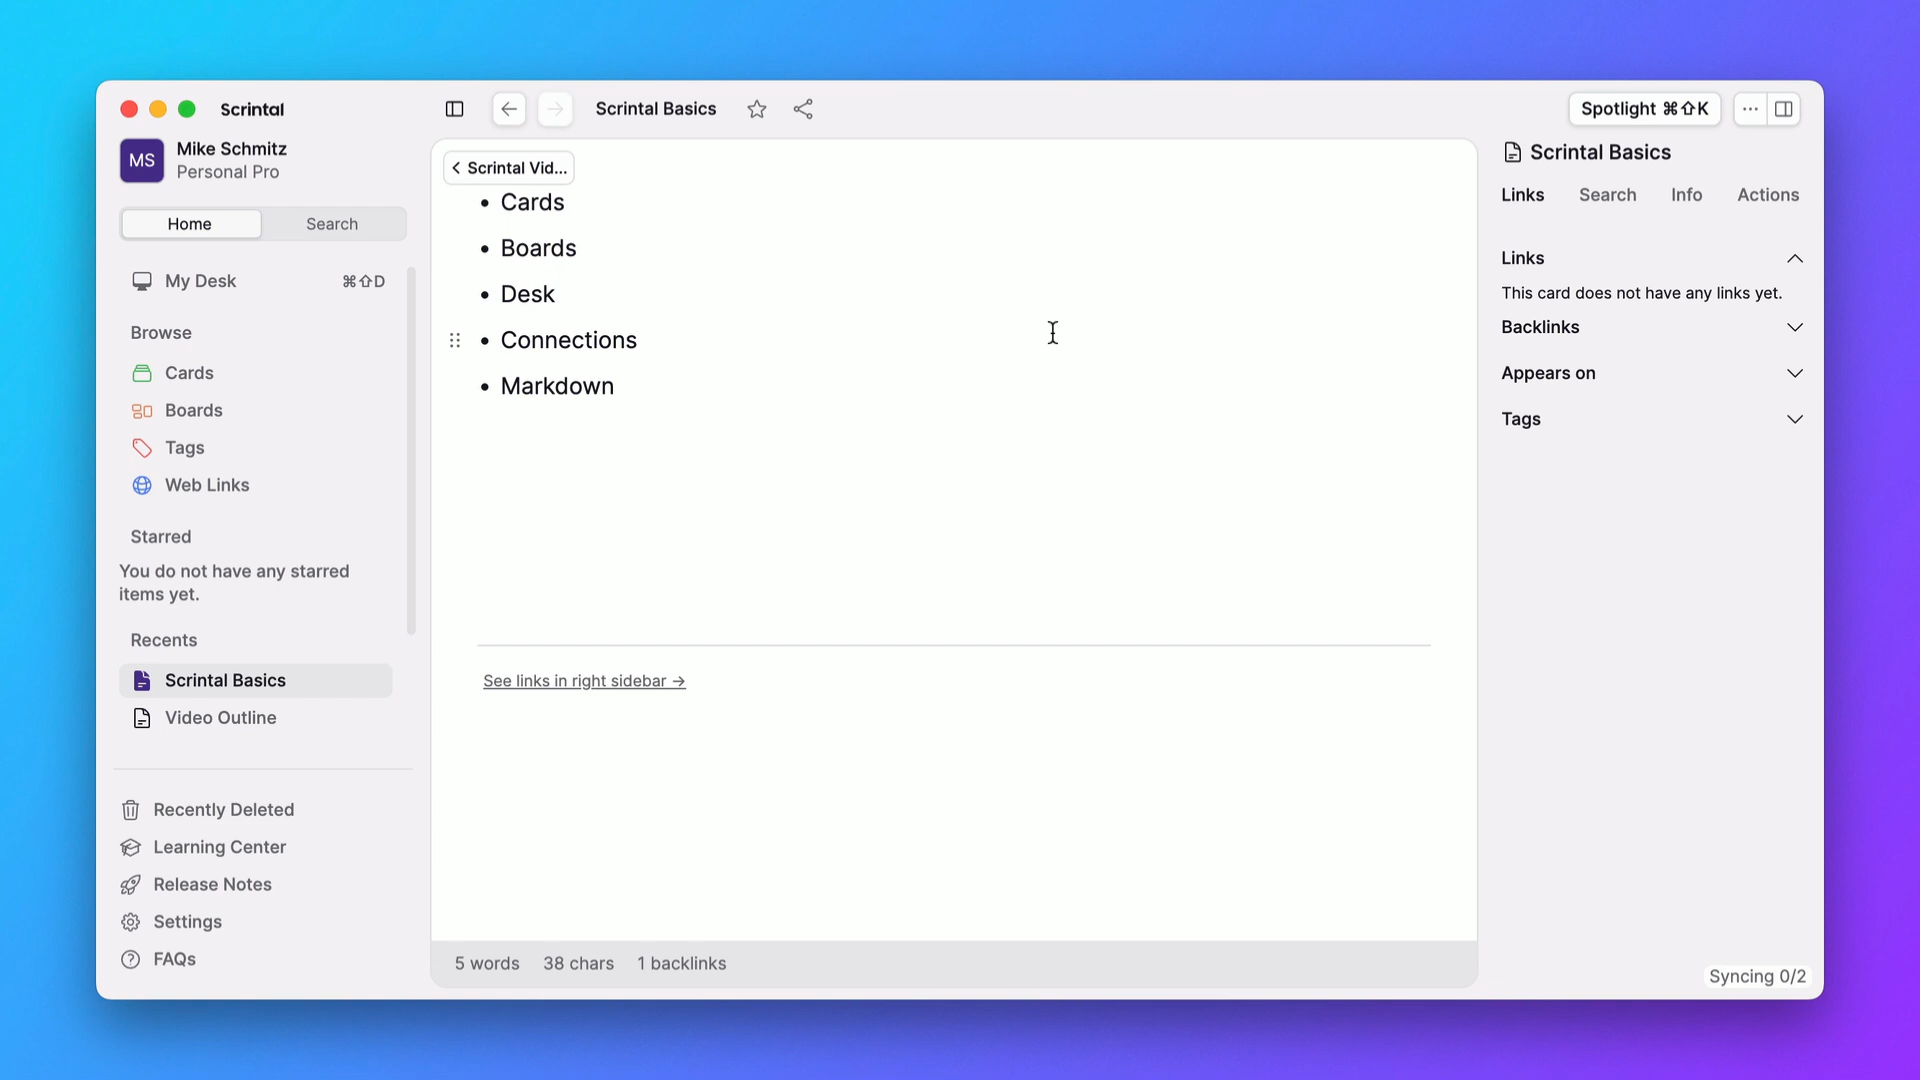 Scrintal
Scrintal Basics
Spotlight ⌘⇧K
MS
Mike Schmitz
Personal Pro
Home
Search
My Desk
⌘⇧D
Browse
Cards
Boards
Tags
Web Links
Starred
You do not have any starred
items yet.
Recents
Scrintal Basics
Video Outline
Recently Deleted
Learning Center
Release Notes
Settings
FAQs
Scrintal Vid...
• Cards
• Boards
• Desk
• Connections
• Markdown
See links in right sidebar →
5 words 38 chars 1 backlinks
Scrintal Basics
Links Search Info Actions
Links
This card does not have any links yet.
Backlinks
Appears on
Tags
Syncing 0/2